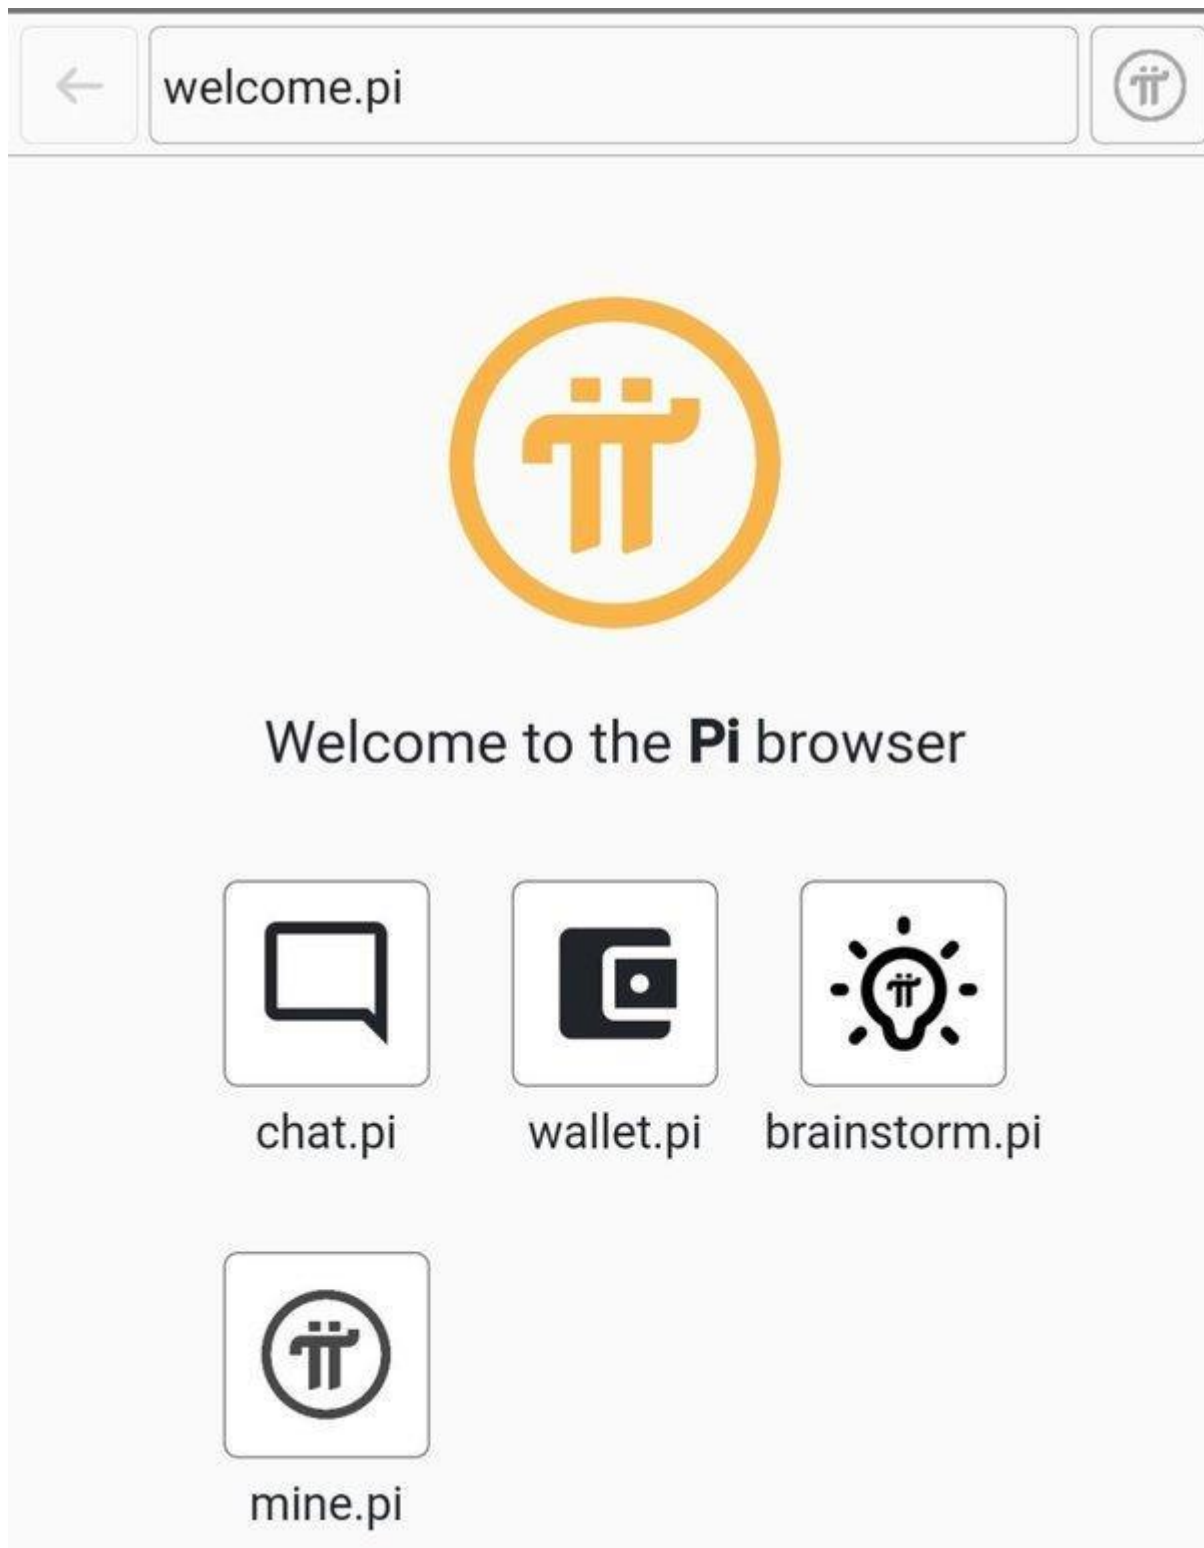 welcome.pi
Welcome to the Pi browser
chat.pi
wallet.pi
brainstorm.pi
mine.pi